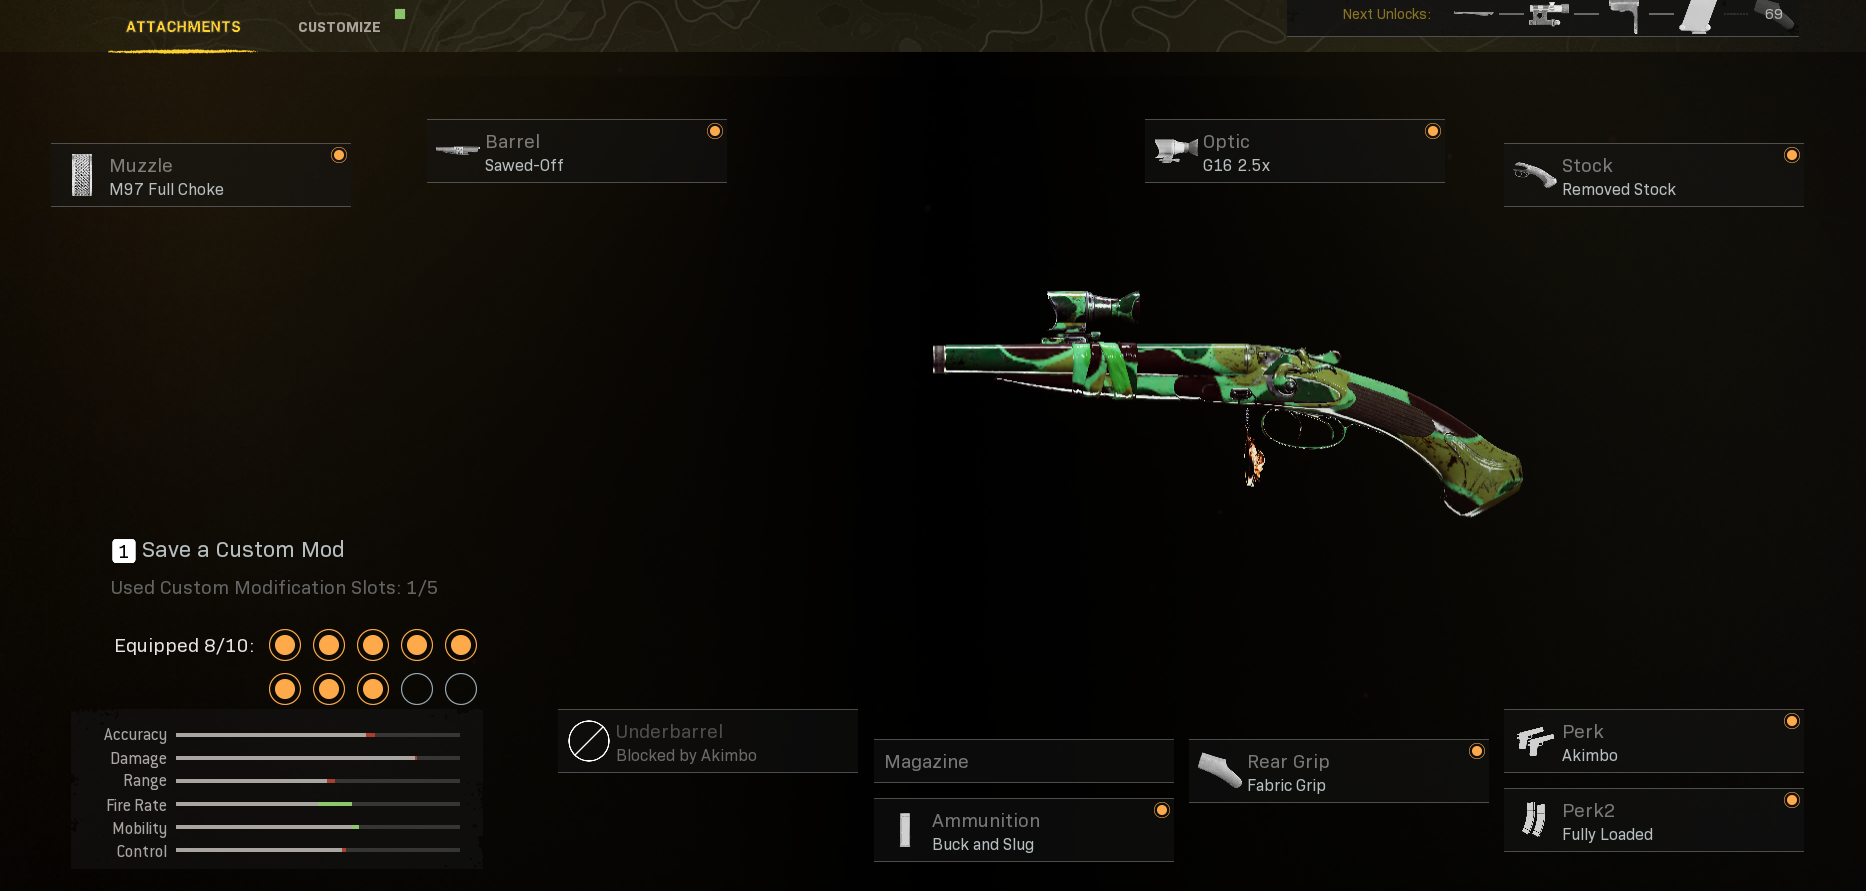 ATTACHMENTS
CUSTOMIZE
Next Unlocks:
69
Muzzle
M97 Full Choke
Barrel
Sawed-Off
Optic
G16 2.5x
Stock
Removed Stock
1 Save a Custom Mod
Used Custom Modification Slots: 1/5
Equipped 8/10:
Accuracy
Damage
Range
Fire Rate
Mobility
Control
Underbarrel
Blocked by Akimbo
Magazine
Ammunition
Buck and Slug
Rear Grip
Fabric Grip
Perk
Akimbo
Perk2
Fully Loaded